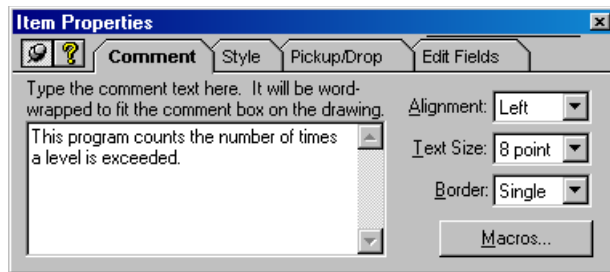 Item Properties
Comment Style Pickup/Drop Edit Fields
Type the comment text here. It will be word-
wrapped to fit the comment box on the drawing.
This program counts the number of times
a level is exceeded.
Alignment: Left
Text Size: 8 point
Border: Single
Macros...